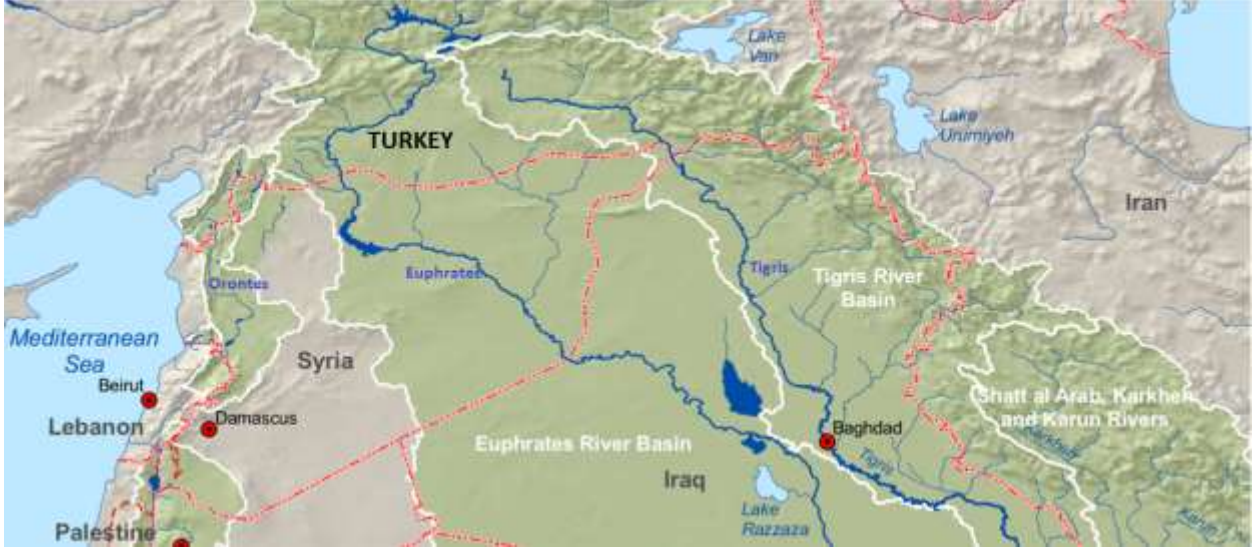 Lake
Van
Lake
Urumiyeh
TURKEY
Iran
Euphrates
Tigris
Tigris River
Basin
Orontes
Mediterranean
Sea
Syria
Beirut
Damascus
Lebanon
Shatt al Arab, Karkheh
and Karun Rivers
Baghdad
Karkheh
Euphrates River Basin
Tigris
Iraq
Lake
Razzaza
Karun
Palestine